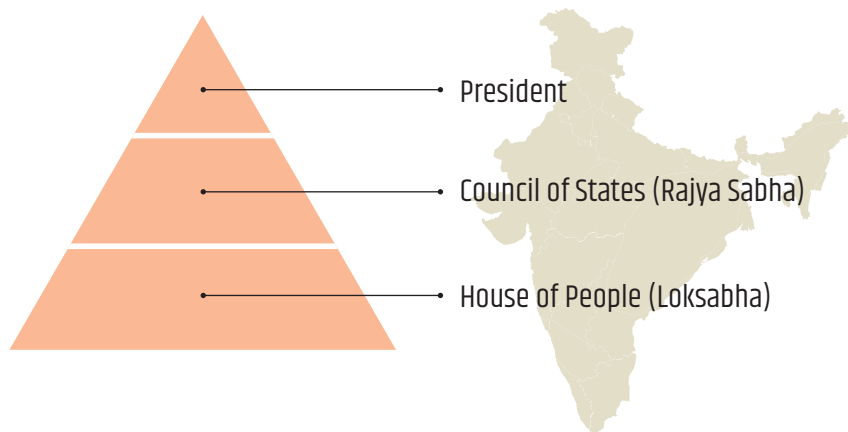 President
Council of States (Rajya Sabha)
House of People (Loksabha)